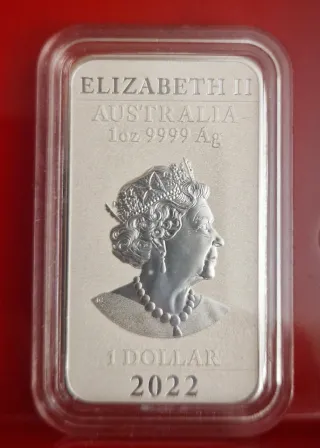 ELIZABETH II
AUSTRALIA
1oz 9999 Ag
1 DOLLAR
2022